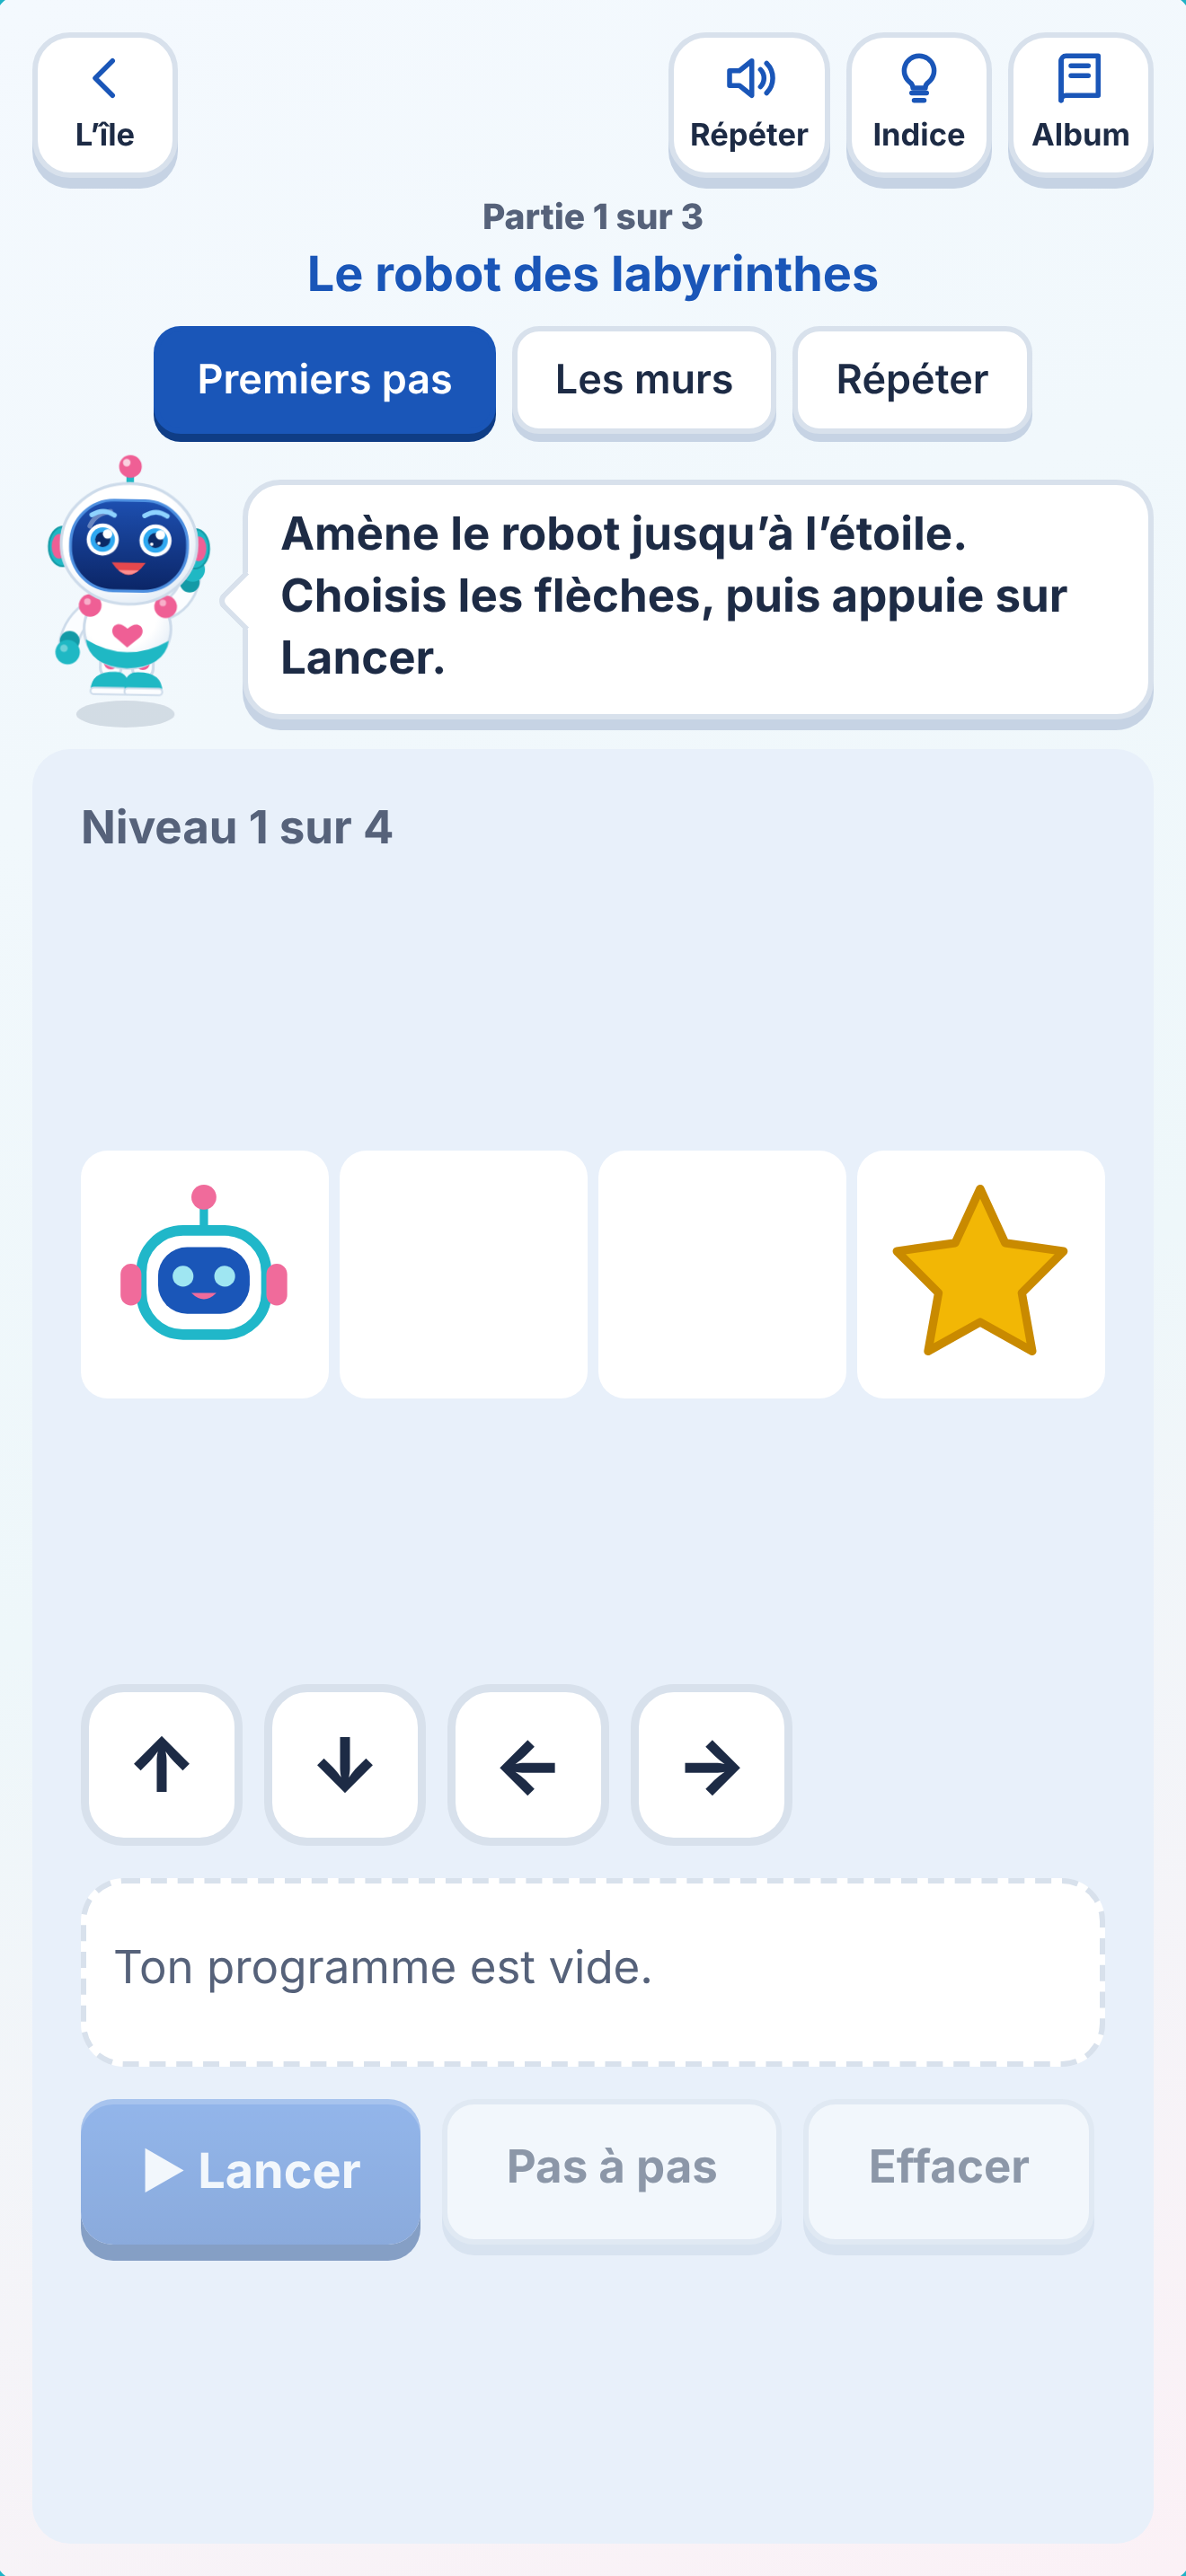 L’île
Répéter
Indice
Album
Partie 1 sur 3
Le robot des labyrinthes
Premiers pas
Les murs
Répéter
Amène le robot jusqu’à l’étoile.
Choisis les flèches, puis appuie sur
Lancer.
Niveau 1 sur 4
Ton programme est vide.
Lancer
Pas à pas
Effacer